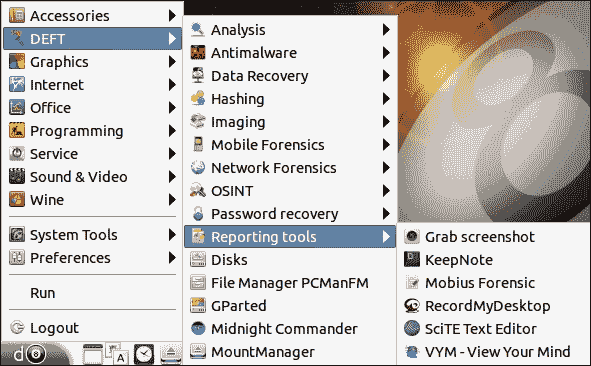 Accessories
DEFT
Graphics
Internet
Office
Programming
Service
Sound & Video
Wine
System Tools
Preferences
Run
Logout
d8
A
Analysis
Antimalware
Data Recovery
Hashing
Imaging
Mobile Forensics
Network Forensics
OSINT
Password recovery
Reporting tools
Disks
File Manager PCManFM
GParted
Midnight Commander
MountManager
Grab screenshot
KeepNote
Mobius Forensic
RecordMyDesktop
SciTE Text Editor
VYM - View Your Mind